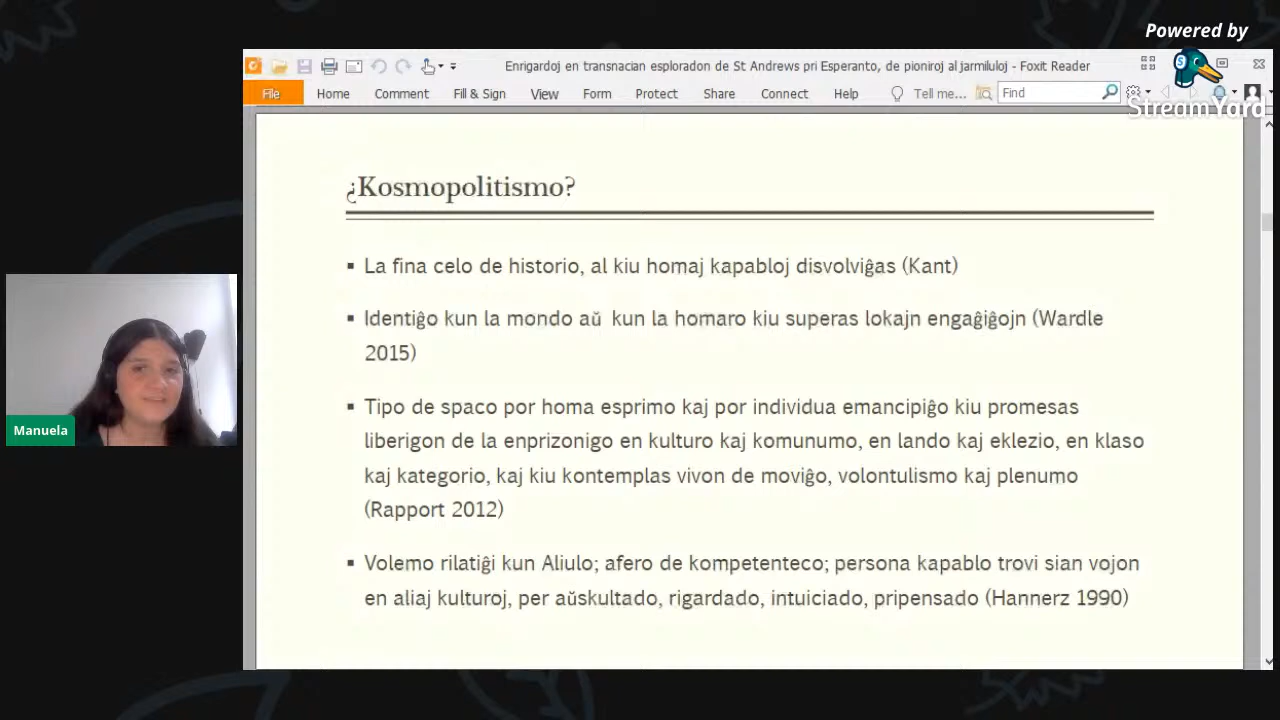 Powered by
StreamYard
Enrigardoj en transnacian esploradon de St Andrews pri Esperanto, de pioniroj al jarmiluloj - Foxit Reader
File Home Comment Fill & Sign View Form Protect Share Connect Help Tell me... Find
¿Kosmopolitismo?
▪ La fina celo de historio, al kiu homaj kapabloj disvolviĝas (Kant)
▪ Identiĝo kun la mondo aŭ kun la homaro kiu superas lokajn engaĝiĝojn (Wardle
2015)
▪ Tipo de spaco por homa esprimo kaj por individua emancipiĝo kiu promesas
liberigon de la enprizonigo en kulturo kaj komunumo, en lando kaj eklezio, en klaso
kaj kategorio, kaj kiu kontemplas vivon de moviĝo, volontulismo kaj plenumo
(Rapport 2012)
▪ Volemo rilatiĝi kun Aliulo; afero de kompetenteco; persona kapablo trovi sian vojon
en aliaj kulturoj, per aŭskultado, rigardado, intuiciado, pripensado (Hannerz 1990)
Manuela